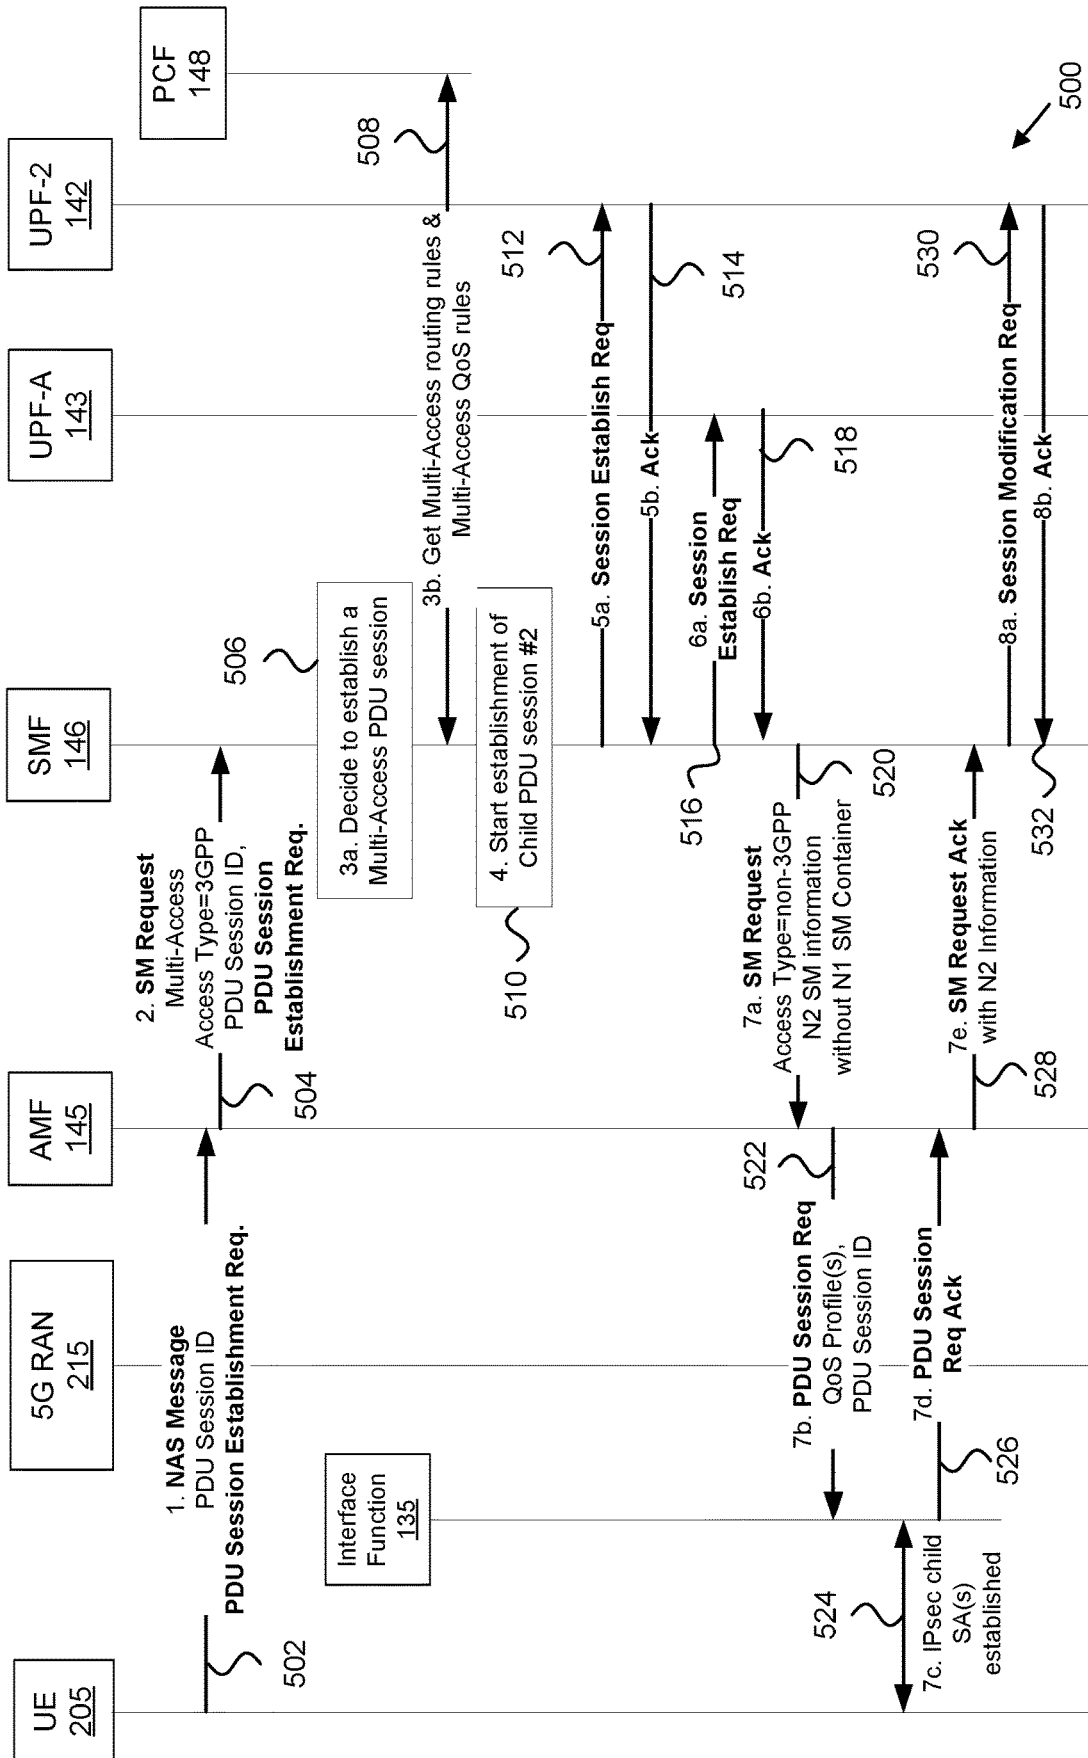 UE
205
5G RAN
215
AMF
145
SMF
146
UPF-A
143
UPF-2
142
PCF
148
Interface
Function
135
1. NAS Message
PDU Session ID
PDU Session Establishment Req.
502
2. SM Request
Multi-Access
Access Type=3GPP
PDU Session ID,
PDU Session
Establishment Req.
504
506
3a. Decide to establish a
Multi-Access PDU session
3b. Get Multi-Access routing rules &
Multi-Access QoS rules
508
4. Start establishment of
Child PDU session #2
510
5a. Session Establish Req
512
5b. Ack
514
6a. Session
Establish Req
516
6b. Ack
518
7a. SM Request
Access Type=non-3GPP
N2 SM information
without N1 SM Container
520
7b. PDU Session Req
QoS Profile(s),
PDU Session ID
522
524
7c. IPsec child
SA(s)
established
7d. PDU Session
Req Ack
526
7e. SM Request Ack
with N2 Information
528
8a. Session Modification Req
530
8b. Ack
532
500